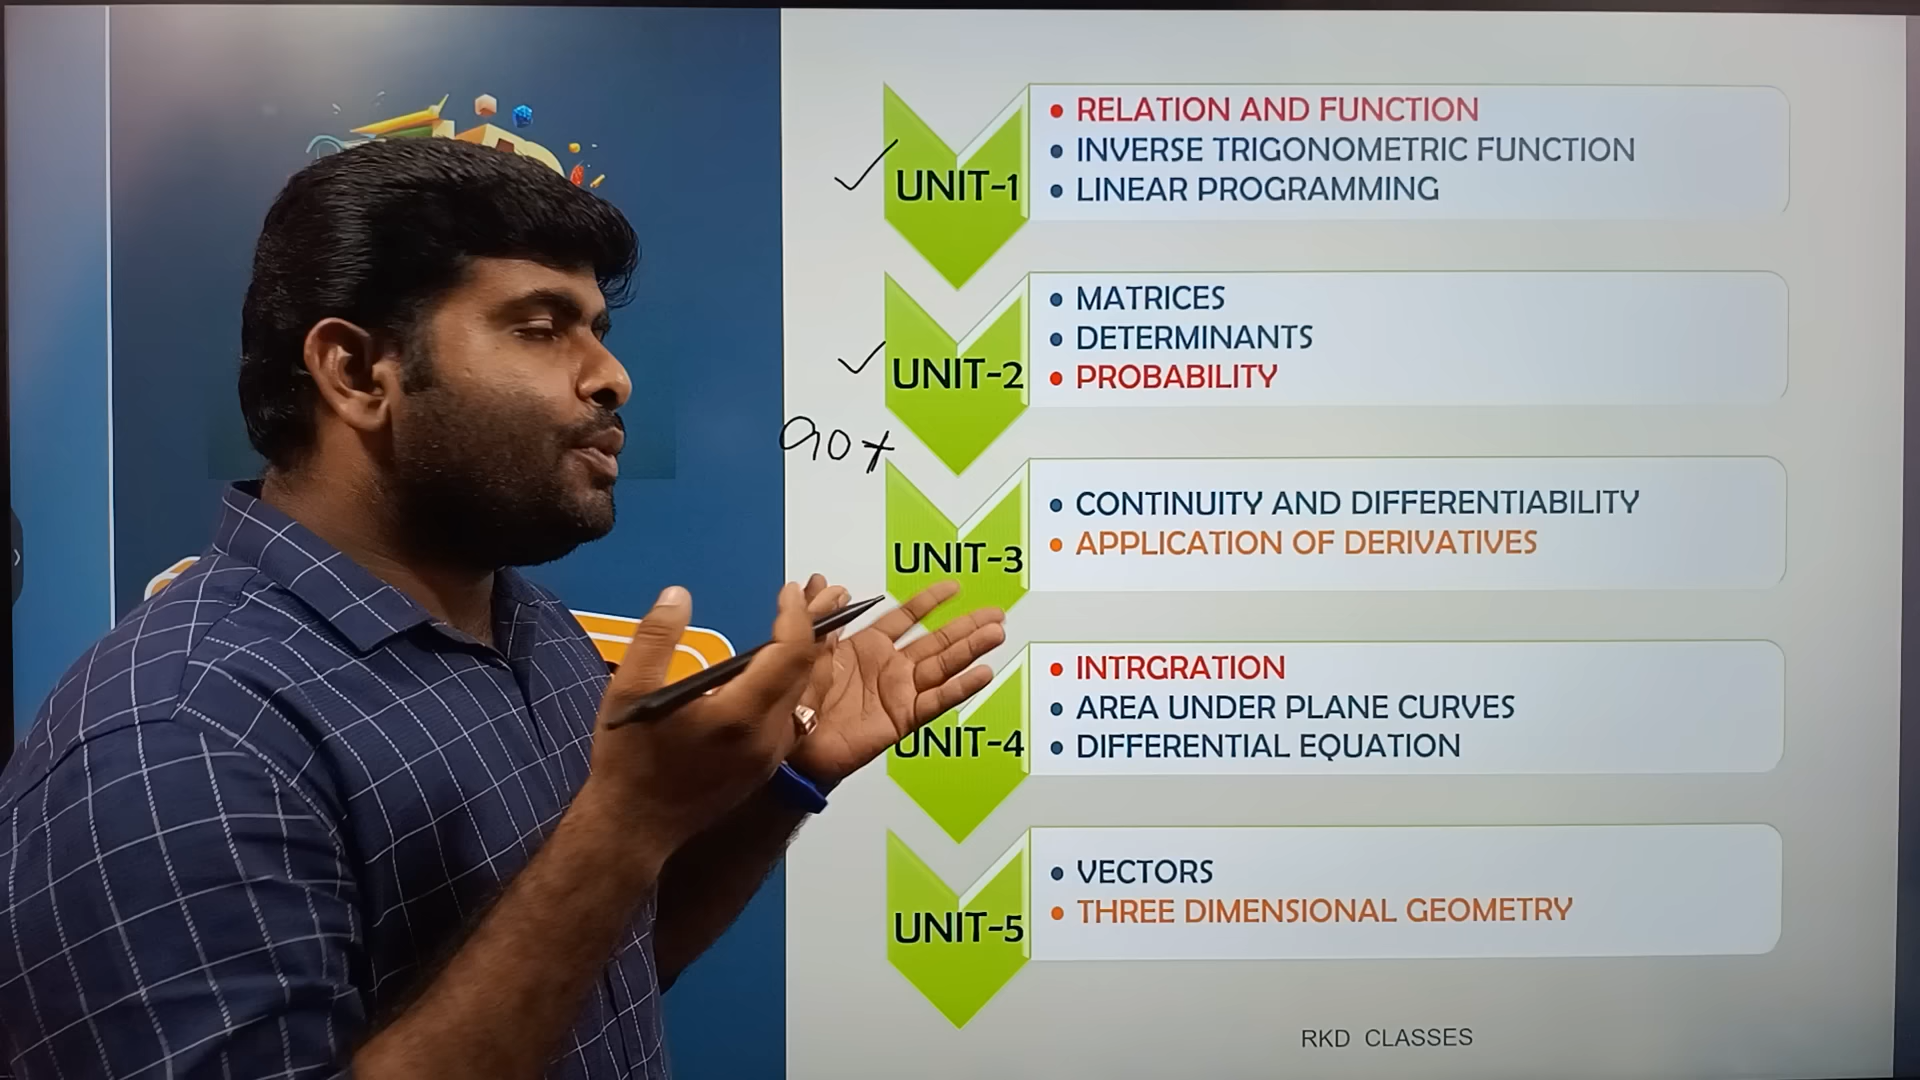 • RELATION AND FUNCTION
• INVERSE TRIGONOMETRIC FUNCTION
• LINEAR PROGRAMMING
UNIT-1
• MATRICES
• DETERMINANTS
• PROBABILITY
UNIT-2
90+
• CONTINUITY AND DIFFERENTIABILITY
• APPLICATION OF DERIVATIVES
UNIT-3
• INTRGRATION
• AREA UNDER PLANE CURVES
• DIFFERENTIAL EQUATION
UNIT-4
• VECTORS
• THREE DIMENSIONAL GEOMETRY
UNIT-5
RKD CLASSES